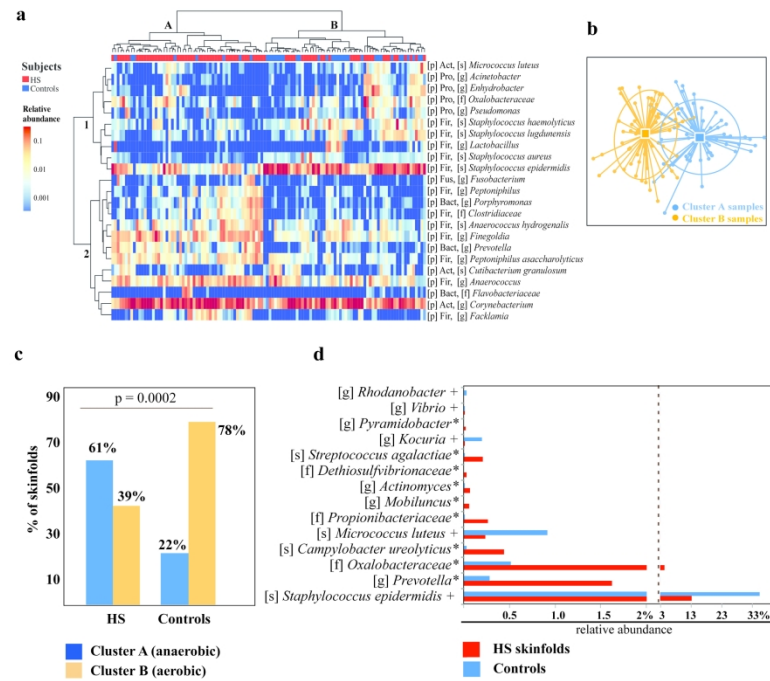 a
A
B
Subjects
HS
Controls
Relative
abundance
0.1
0.01
0.001
1
2
[p] Act, [s] Micrococcus luteus
[p] Pro, [g] Acinetobacter
[p] Pro, [g] Enhydrobacter
[p] Pro, [f] Oxalobacteraceae
[p] Pro, [g] Pseudomonas
[p] Fir, [s] Staphylococcus haemolyticus
[p] Fir, [s] Staphylococcus lugdunensis
[p] Fir, [g] Lactobacillus
[p] Fir, [s] Staphylococcus aureus
[p] Fir, [s] Staphylococcus epidermidis
[p] Fus, [g] Fusobacterium
[p] Fir, [g] Peptoniphilus
[p] Bact, [g] Porphyromonas
[p] Fir, [f] Clostridiaceae
[p] Fir, [s] Anaerococcus hydrogenalis
[p] Fir, [g] Finegoldia
[p] Bact, [g] Prevotella
[p] Fir, [g] Peptoniphilus asaccharolyticus
[p] Act, [s] Cutibacterium granulosum
[p] Fir, [g] Anaerococcus
[p] Bact, [f] Flavobacteriaceae
[p] Act, [g] Corynebacterium
[p] Fir, [g] Facklamia
b
Cluster A samples
Cluster B samples
c
% of skinfolds
90
70
50
30
10
p = 0.0002
61%
39%
22%
78%
HS
Controls
Cluster A (anaerobic)
Cluster B (aerobic)
d
[g] Rhodanobacter +
[g] Vibrio +
[g] Pyramidobacter*
[g] Kocuria +
[s] Streptococcus agalactiae*
[f] Dethiosulfvibrionaceae*
[g] Actinomyces*
[g] Mobiluncus*
[f] Propionibacteriaceae*
[s] Micrococcus luteus +
[s] Campylobacter ureolyticus*
[f] Oxalobacteraceae*
[g] Prevotella*
[s] Staphylococcus epidermidis +
0.5 1.0 1.5 2% 3 13 23 33%
relative abundance
HS skinfolds
Controls